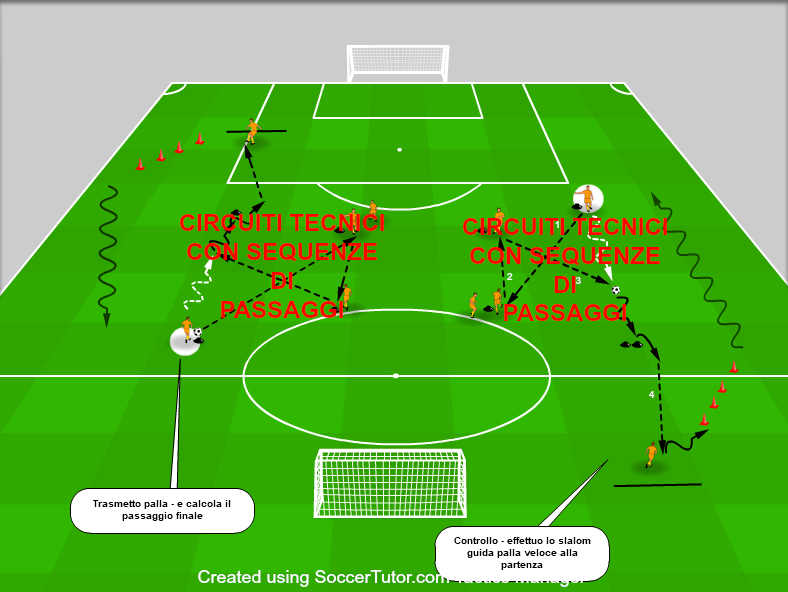 CIRCUITI TECNICI
CON SEQUENZE
DI
PASSAGGI
CIRCUITI TECNICI
CON SEQUENZE
DI
PASSAGGI
1
2
3
4
Trasmetto palla - e calcola il
passaggio finale
Controllo - effettuo lo slalom
guida palla veloce alla
partenza
Created using SoccerTutor.com Tactics Manager